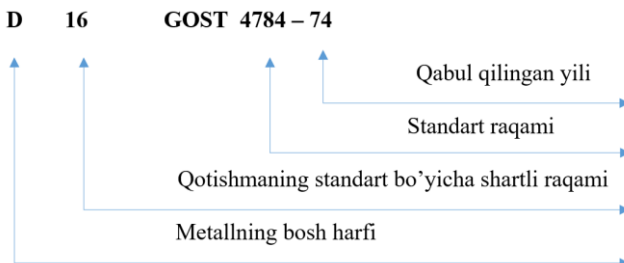 D 16 GOST 4784 – 74
Qabul qilingan yili
Standart raqami
Qotishmaning standart bo’yicha shartli raqami
Metallning bosh harfi